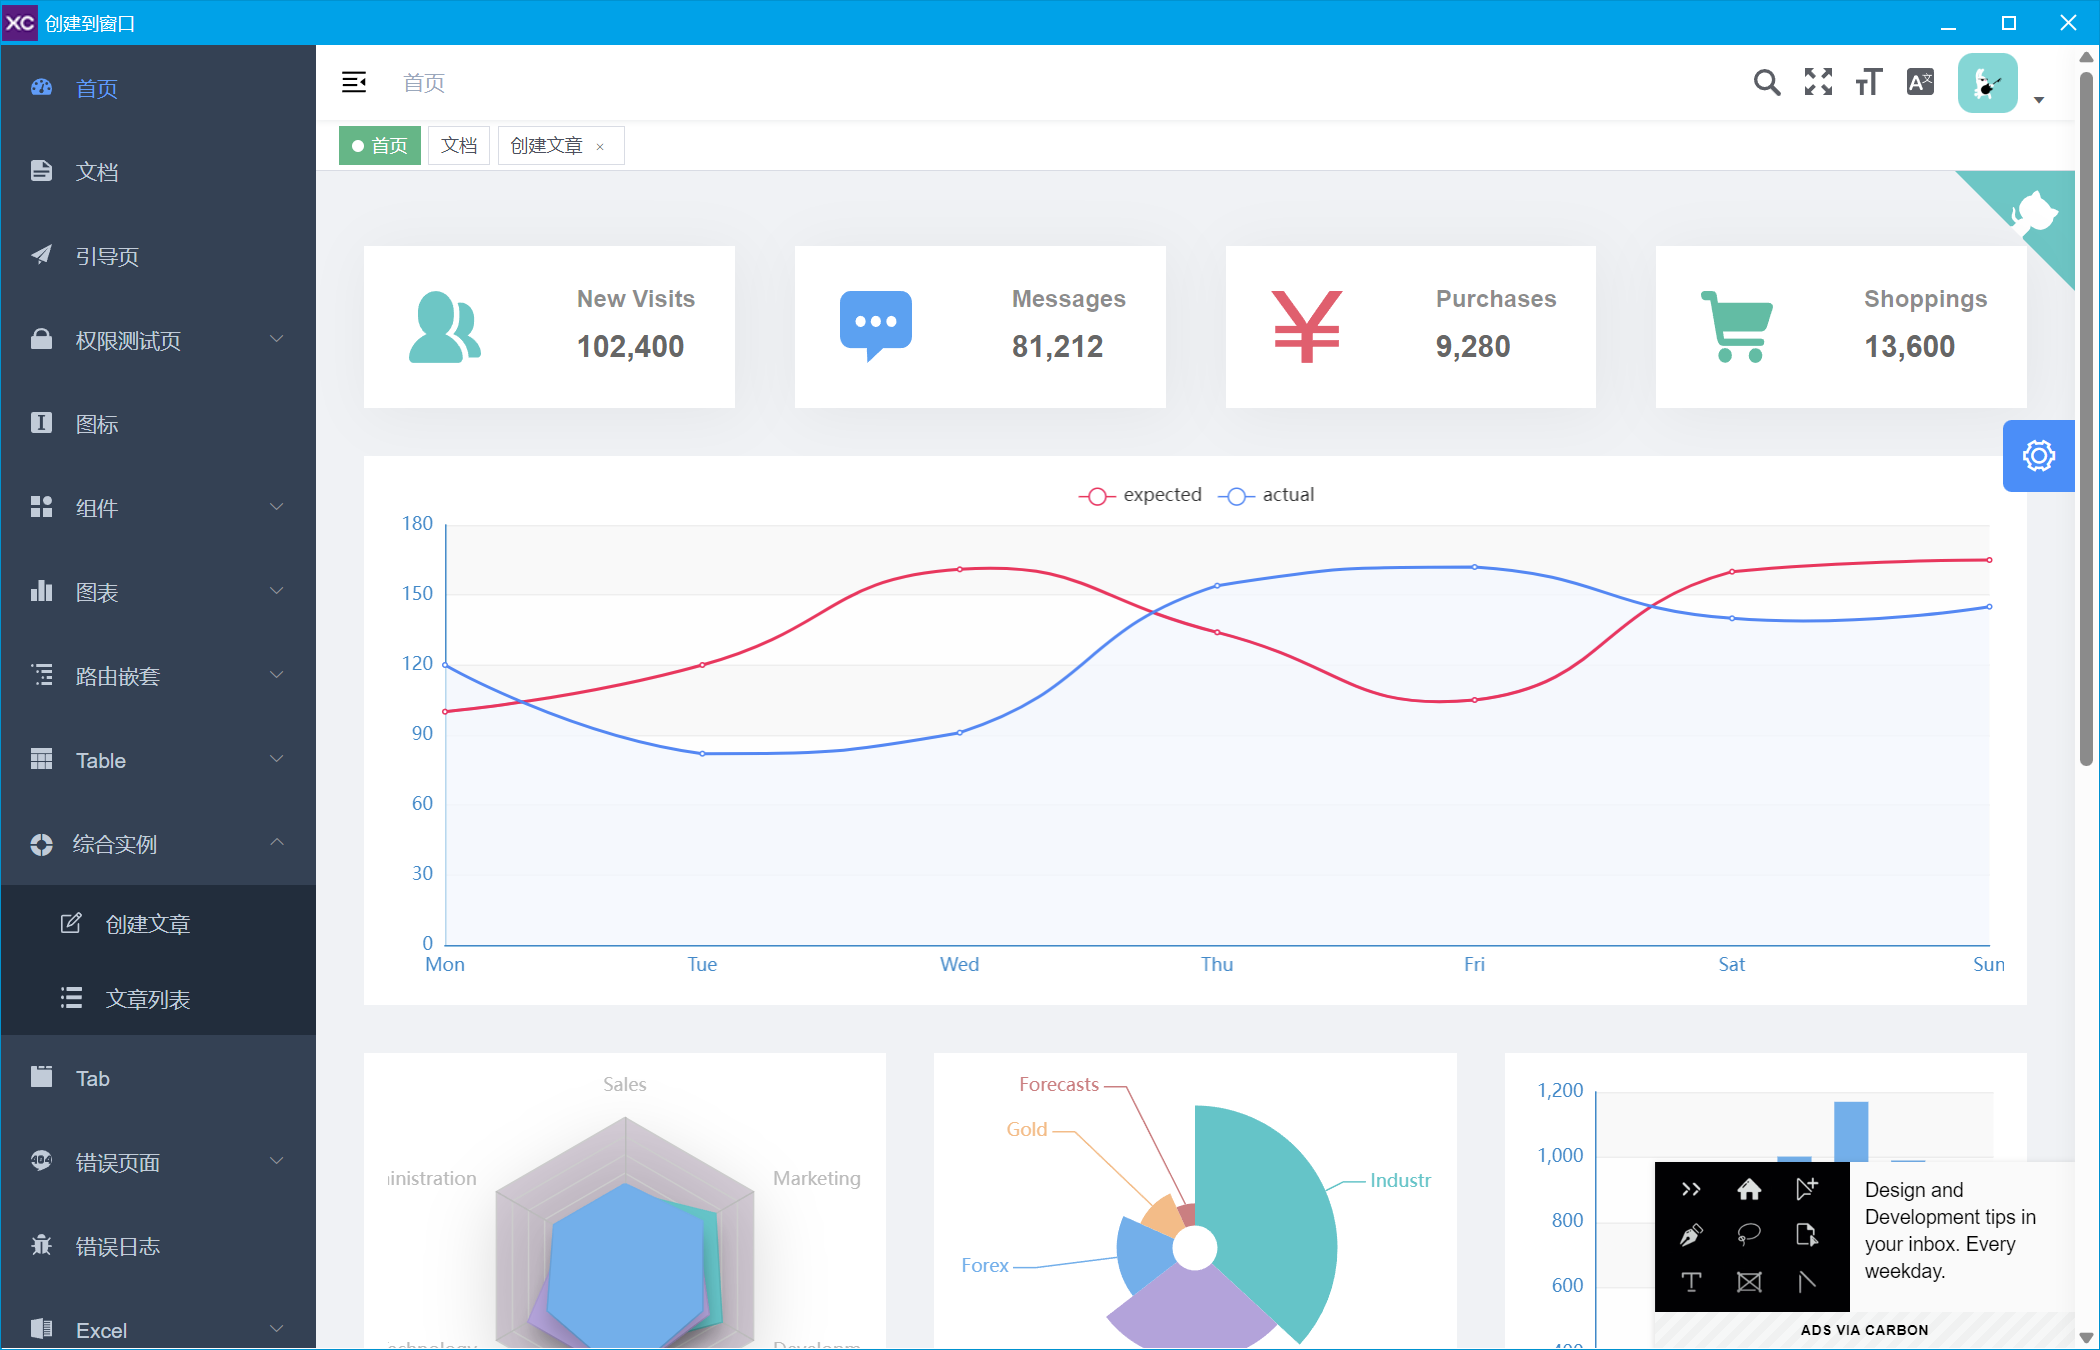 XC 创建到窗口
首页
文档
引导页
权限测试页
图标
组件
图表
路由嵌套
Table
综合实例
创建文章
文章列表
Tab
错误页面
错误日志
Excel
首页
首页
文档
创建文章 ×
New Visits
102,400
Messages
81,212
Purchases
9,280
Shoppings
13,600
expected
actual
180
150
120
90
60
30
0
Mon
Tue
Wed
Thu
Fri
Sat
Sun
Sales
inistration
Marketing
Forecasts
Gold
Forex
Industr
1,200
1,000
800
600
Design and
Development tips in
your inbox. Every
weekday.
ADS VIA CARBON